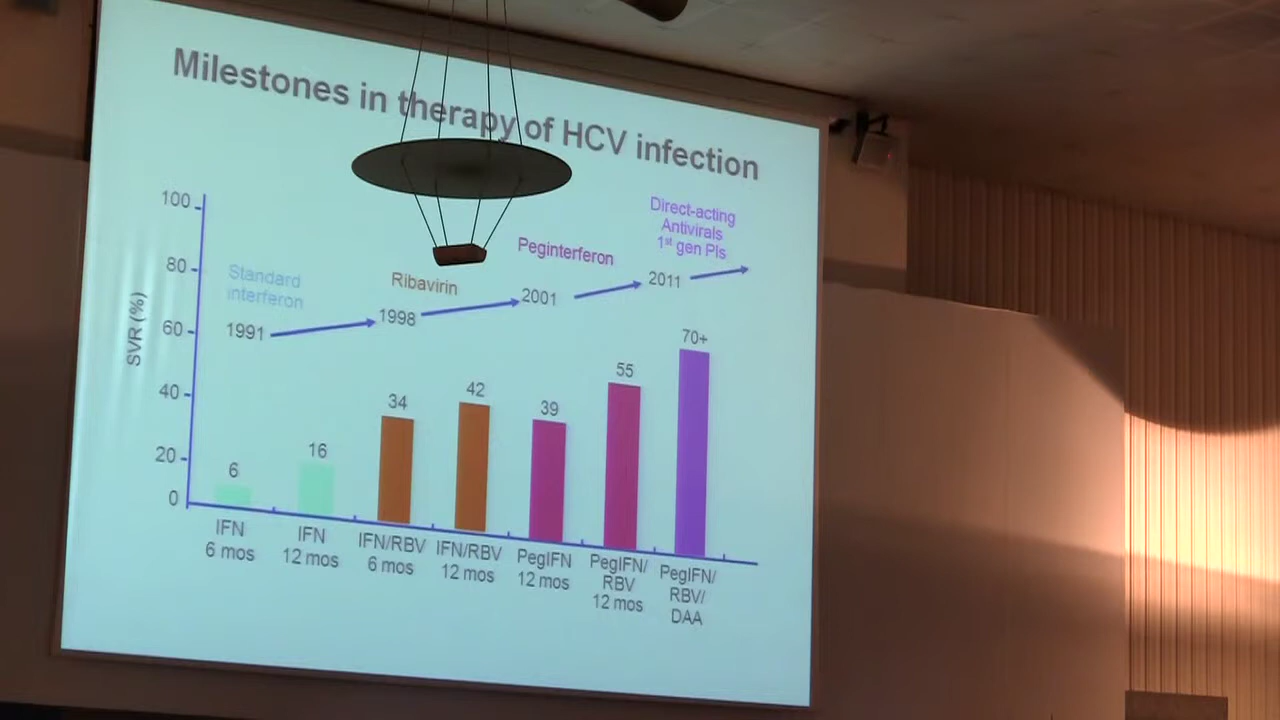 Milestones in therapy of HCV infection
Direct-acting
Antivirals
1st gen PIs
Peginterferon
Ribavirin
Standard
interferon
1991
1998
2001
2011
SVR (%)
100
80
60
40
20
0
6
16
34
42
39
55
70+
IFN
6 mos
IFN
12 mos
IFN/RBV
6 mos
IFN/RBV
12 mos
PegIFN
12 mos
PegIFN/
RBV
12 mos
PegIFN/
RBV/
DAA